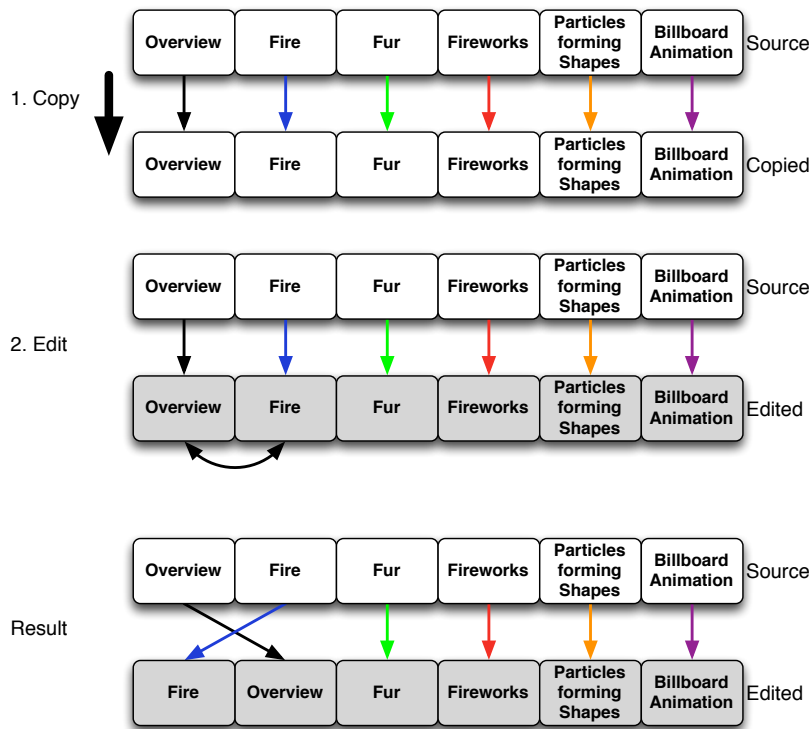 Overview Fire Fur Fireworks Particles forming Shapes Billboard Animation Source
1. Copy
Overview Fire Fur Fireworks Particles forming Shapes Billboard Animation Copied
Overview Fire Fur Fireworks Particles forming Shapes Billboard Animation Source
2. Edit
Overview Fire Fur Fireworks Particles forming Shapes Billboard Animation Edited
Overview Fire Fur Fireworks Particles forming Shapes Billboard Animation Source
Result
Fire Overview Fur Fireworks Particles forming Shapes Billboard Animation Edited